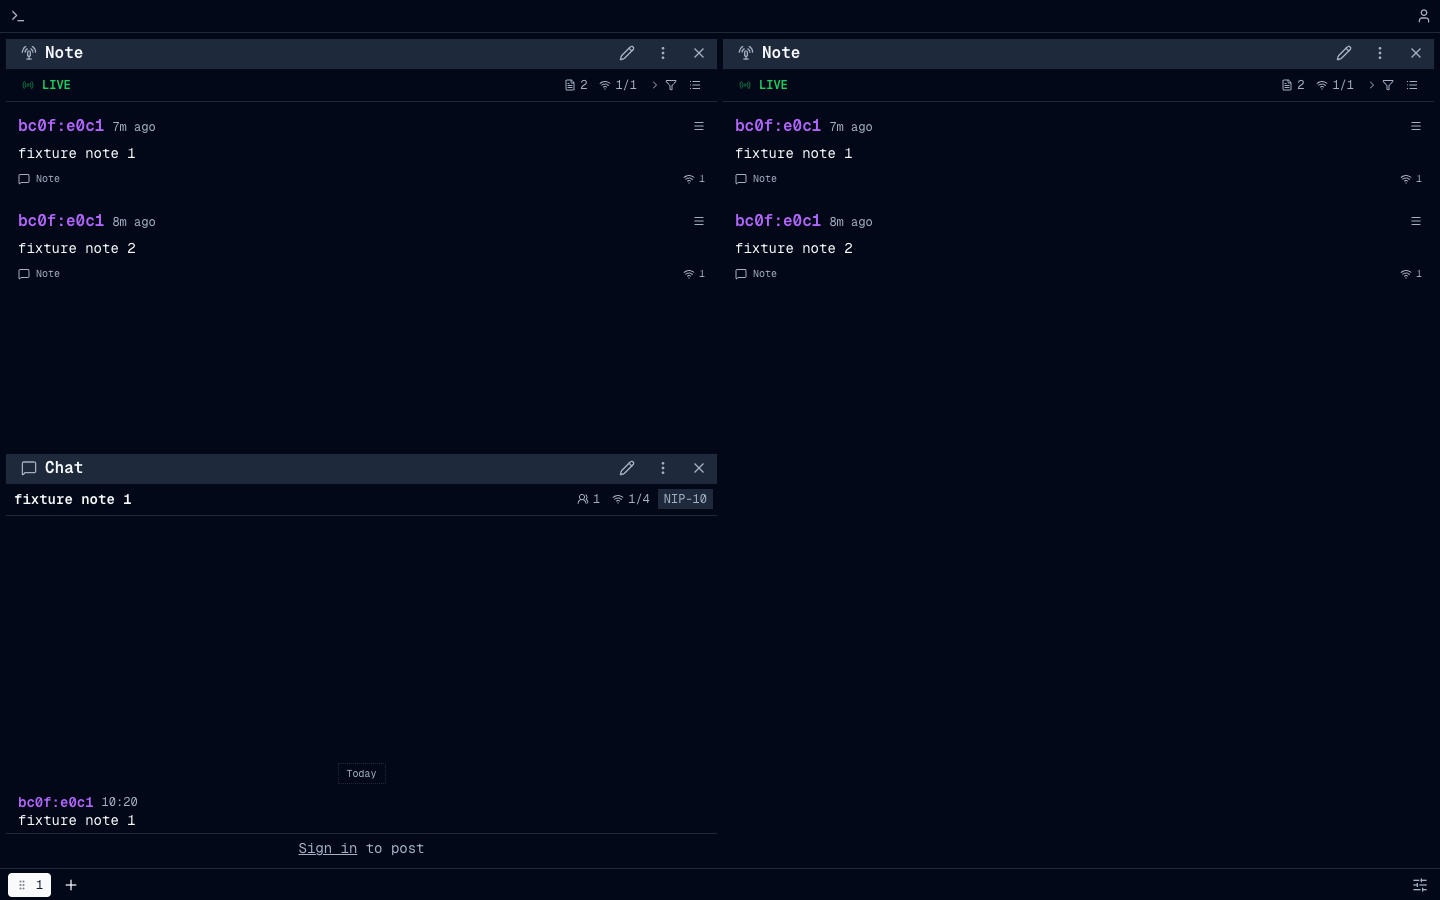 Note
LIVE 2 1/1
bc0f:e0c1 7m ago
fixture note 1
Note 1
bc0f:e0c1 8m ago
fixture note 2
Note 1
Note
LIVE 2 1/1
bc0f:e0c1 7m ago
fixture note 1
Note 1
bc0f:e0c1 8m ago
fixture note 2
Note 1
Chat
fixture note 1 1 1/4 NIP-10
Today
bc0f:e0c1 10:20
fixture note 1
Sign in to post
1